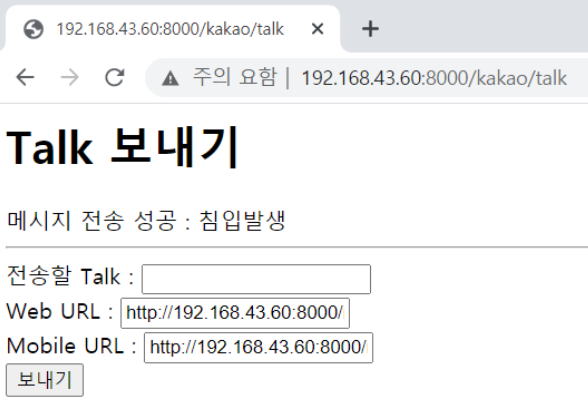 192.168.43.60:8000/kakao/talk
주의 요함 | 192.168.43.60:8000/kakao/talk
Talk 보내기
메시지 전송 성공 : 침입발생
전송할 Talk :
Web URL : http://192.168.43.60:8000/
Mobile URL : http://192.168.43.60:8000/
보내기